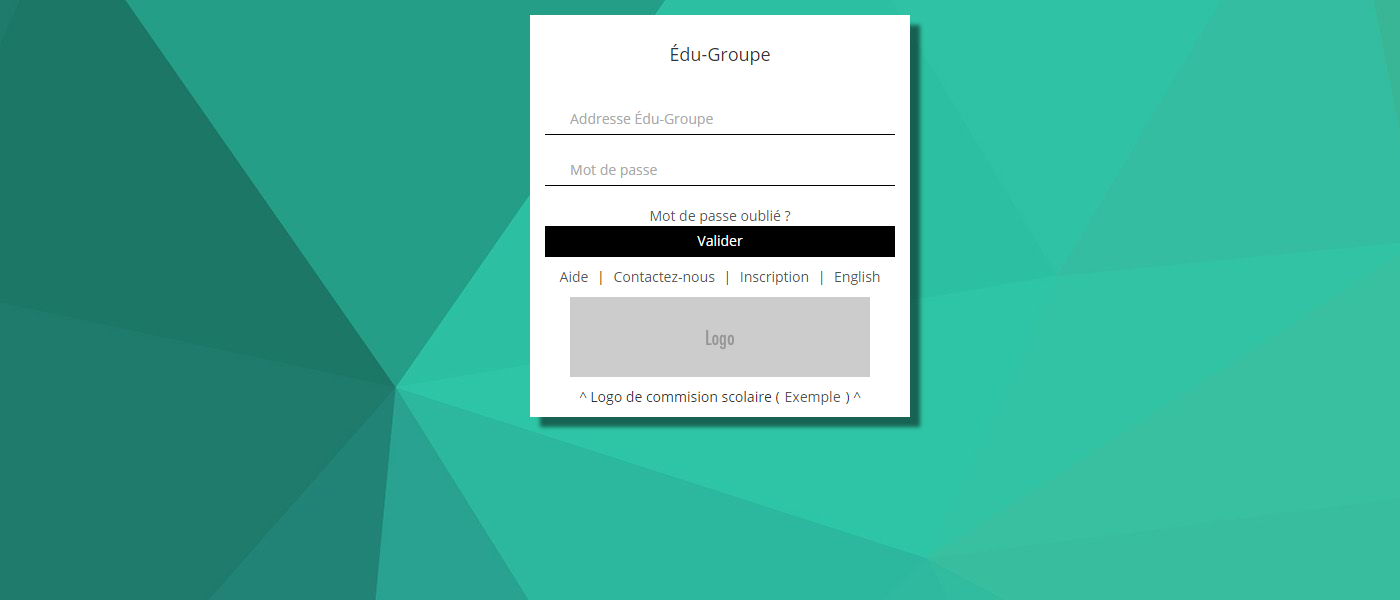 Édu-Groupe
Addresse Édu-Groupe
Mot de passe
Mot de passe oublié ?
Valider
Aide | Contactez-nous | Inscription | English
Logo
^ Logo de commision scolaire ( Exemple ) ^